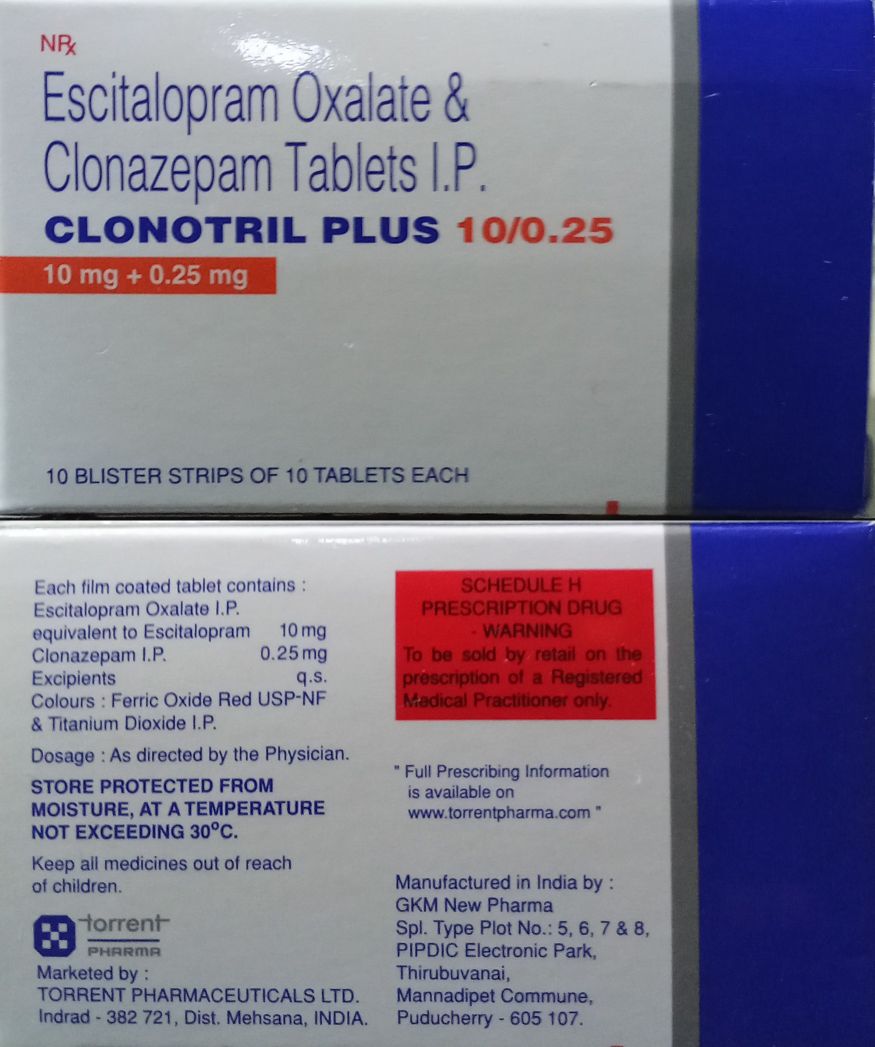 NRx
Escitalopram Oxalate &
Clonazepam Tablets I.P.
CLONOTRIL PLUS 10/0.25
10 mg + 0.25 mg
10 BLISTER STRIPS OF 10 TABLETS EACH
Each film coated tablet contains :
Escitalopram Oxalate I.P.
equivalent to Escitalopram 10 mg
Clonazepam I.P. 0.25 mg
Excipients q.s.
Colours : Ferric Oxide Red USP-NF
& Titanium Dioxide I.P.
Dosage : As directed by the Physician.
STORE PROTECTED FROM
MOISTURE, AT A TEMPERATURE
NOT EXCEEDING 30°C.
Keep all medicines out of reach
of children.
torrent
PHARMA
Marketed by :
TORRENT PHARMACEUTICALS LTD.
Indrad - 382 721, Dist. Mehsana, INDIA.
SCHEDULE H
PRESCRIPTION DRUG
- WARNING
To be sold by retail on the
prescription of a Registered
Medical Practitioner only.
" Full Prescribing Information
is available on
www.torrentpharma.com "
Manufactured in India by :
GKM New Pharma
Spl. Type Plot No.: 5, 6, 7 & 8,
PIPDIC Electronic Park,
Thirubuvanai,
Mannadipet Commune,
Puducherry - 605 107.